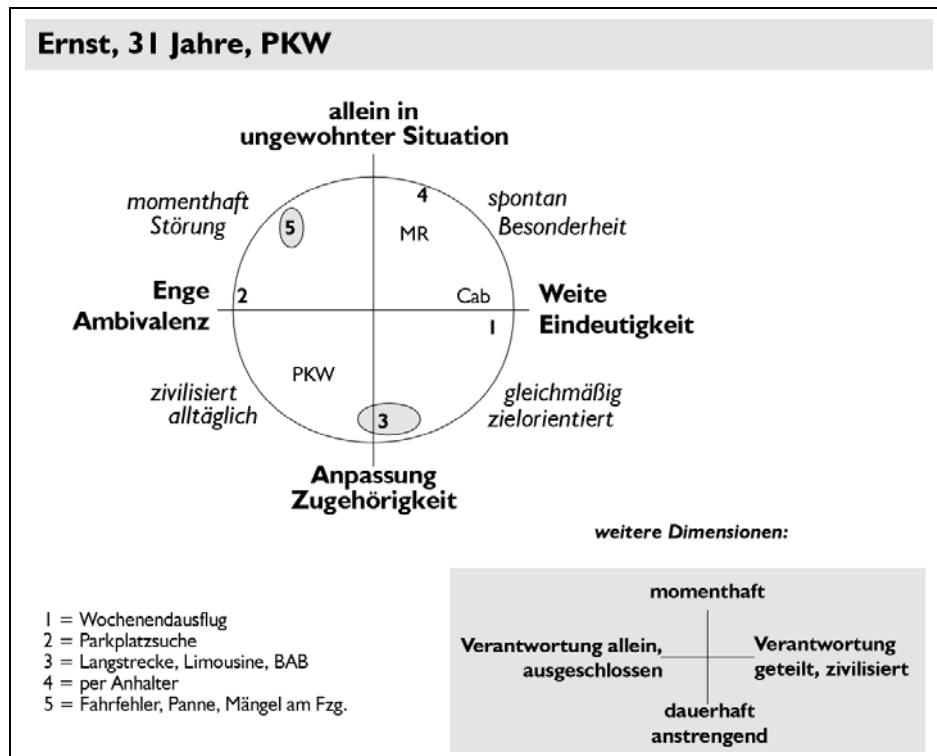 Ernst, 31 Jahre, PKW
allein in
ungewohnter Situation
momenthaft
Störung
4
spontan
Besonderheit
5
MR
Enge
Ambivalenz
2
Cab
1
Weite
Eindeutigkeit
zivilisiert
alltäglich
PKW
3
gleichmäßig
zielorientiert
Anpassung
Zugehörigkeit
weitere Dimensionen:
momenthaft
Verantwortung allein,
ausgeschlossen
Verantwortung
geteilt, zivilisiert
dauerhaft
anstrengend
1 = Wochenendausflug
2 = Parkplatzsuche
3 = Langstrecke, Limousine, BAB
4 = per Anhalter
5 = Fahrfehler, Panne, Mängel am Fzg.